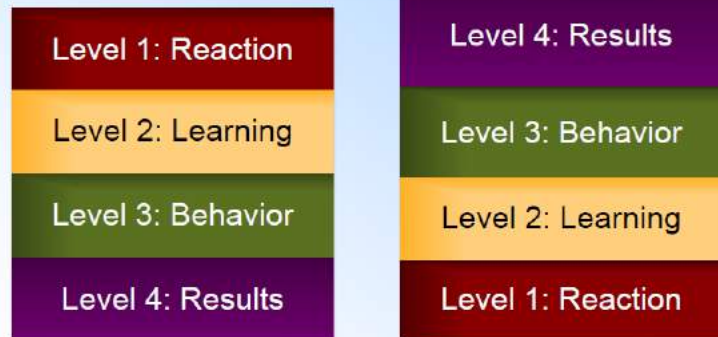 Level 1: Reaction
Level 2: Learning
Level 3: Behavior
Level 4: Results
Level 4: Results
Level 3: Behavior
Level 2: Learning
Level 1: Reaction